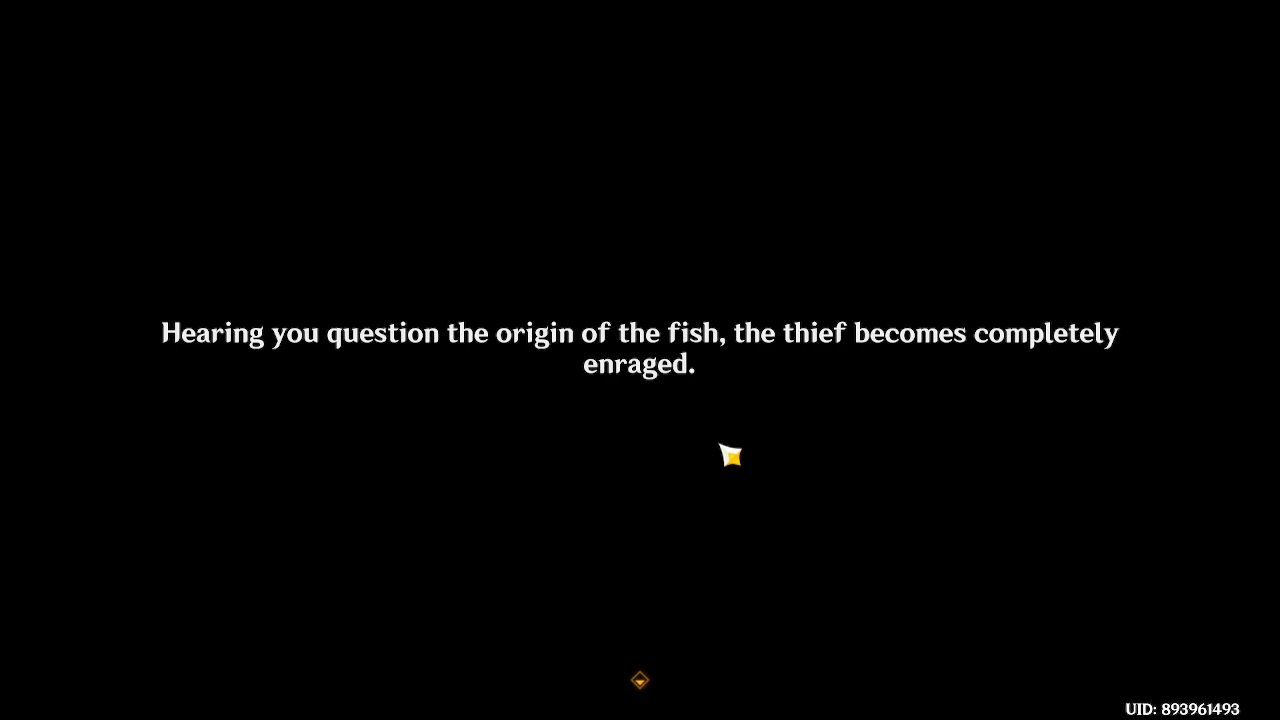 Hearing you question the origin of the fish, the thief becomes completely
enraged.
UID: 893961493